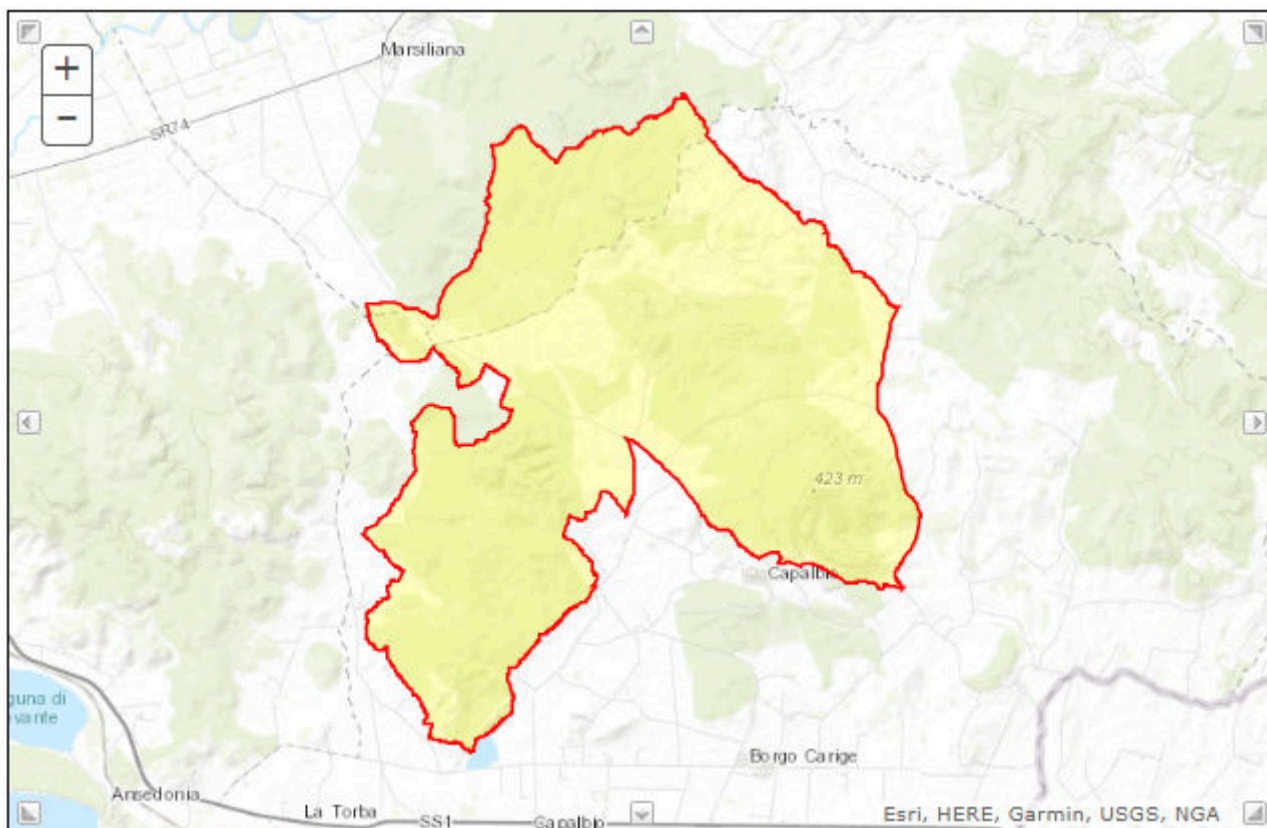 Marsiliana
+
−
SR74
423 m
Capalbio
guna di
vante
Borgo Carige
Ansedonia
La Torba
SS1
Capalbio
Esri, HERE, Garmin, USGS, NGA